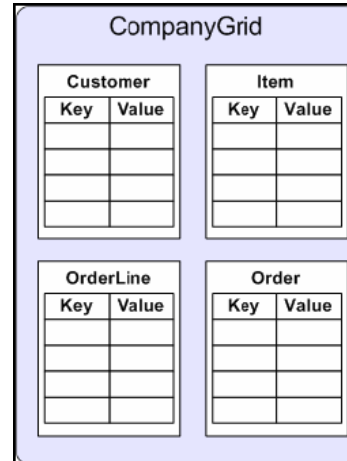 CompanyGrid
Customer
Key Value
Item
Key Value
OrderLine
Key Value
Order
Key Value